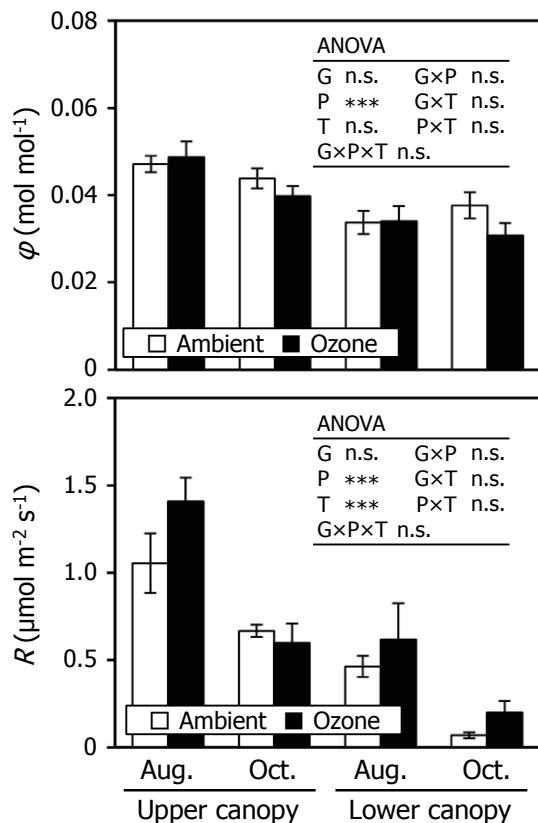 0.08
0.06
0.04
0.02
0
φ (mol mol⁻¹)
ANOVA
G n.s. G×P n.s.
P *** G×T n.s.
T n.s. P×T n.s.
G×P×T n.s.
Ambient Ozone
2.0
1.5
1.0
0.5
0
R (μmol m⁻² s⁻¹)
ANOVA
G n.s. G×P n.s.
P *** G×T n.s.
T *** P×T n.s.
G×P×T n.s.
Ambient Ozone
Aug. Oct. Aug. Oct.
Upper canopy Lower canopy